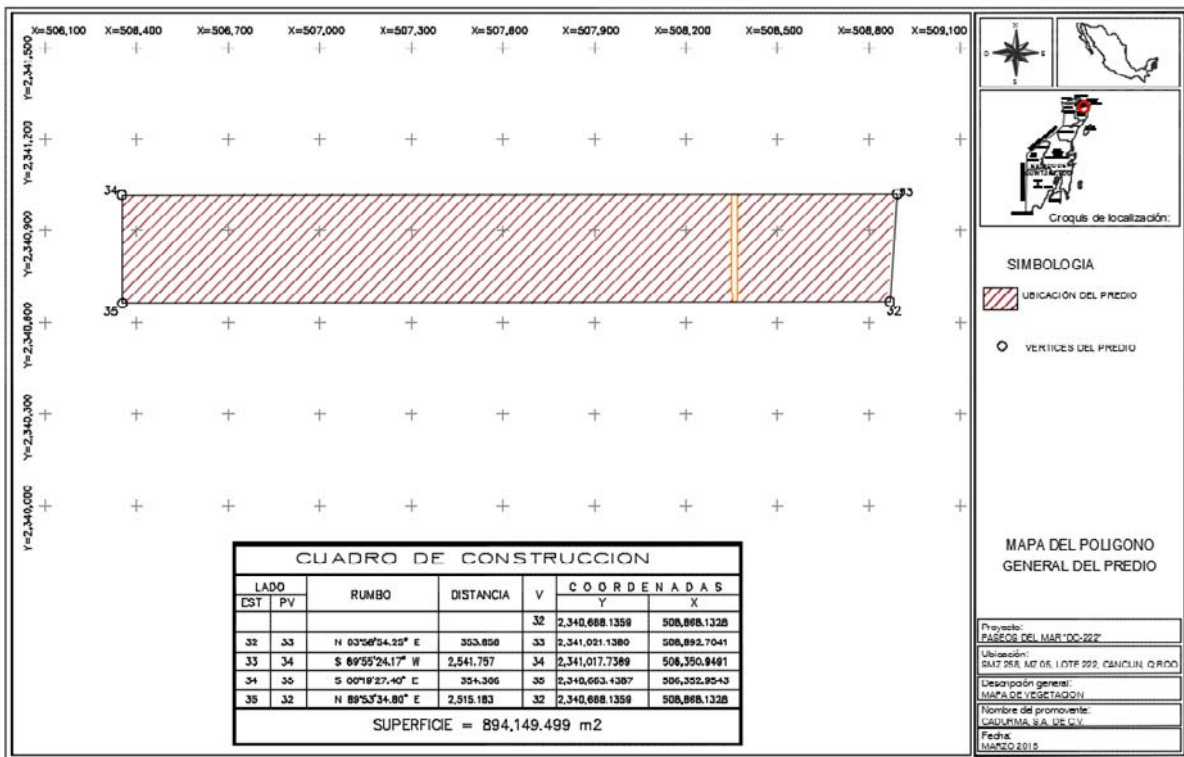 X=506,100 X=506,400 X=506,700 X=507,000 X=507,300 X=507,600 X=507,900 X=508,200 X=508,500 X=508,800 X=509,100
Y=2,341,500
Y=2,341,200
Y=2,340,900
Y=2,340,600
Y=2,340,300
Y=2,340,000
34
33
35
32
CUADRO DE CONSTRUCCION
LADO RUMBO DISTANCIA V COORDENADAS
EST PV Y X
32 2,340,668.1359 508,868.1328
32 33 N 03°58'54.25" E 353.856 33 2,341,021.1380 508,892.7041
33 34 S 89°55'24.17" W 2,541.757 34 2,341,017.7389 506,350.9491
34 35 S 00°19'27.40" E 354.306 35 2,340,663.4387 506,352.9543
35 32 N 89°53'34.80" E 2,515.183 32 2,340,668.1359 508,868.1328
SUPERFICIE = 894,149.499 m2
N
O
E
S
Croquis de localización:
SIMBOLOGIA
UBICACIÓN DEL PREDIO
VERTICES DEL PREDIO
MAPA DEL POLIGONO
GENERAL DEL PREDIO
Proyecto:
PASEOS DEL MAR "DC-222"
Ubicación:
SMZ 258, MZ 05, LOTE 222, CANCUN, Q ROO
Descripción general:
MAPA DE VEGETACION
Nombre del promovente:
CADURMA, S.A. DE C.V.
Fecha:
MARZO 2015